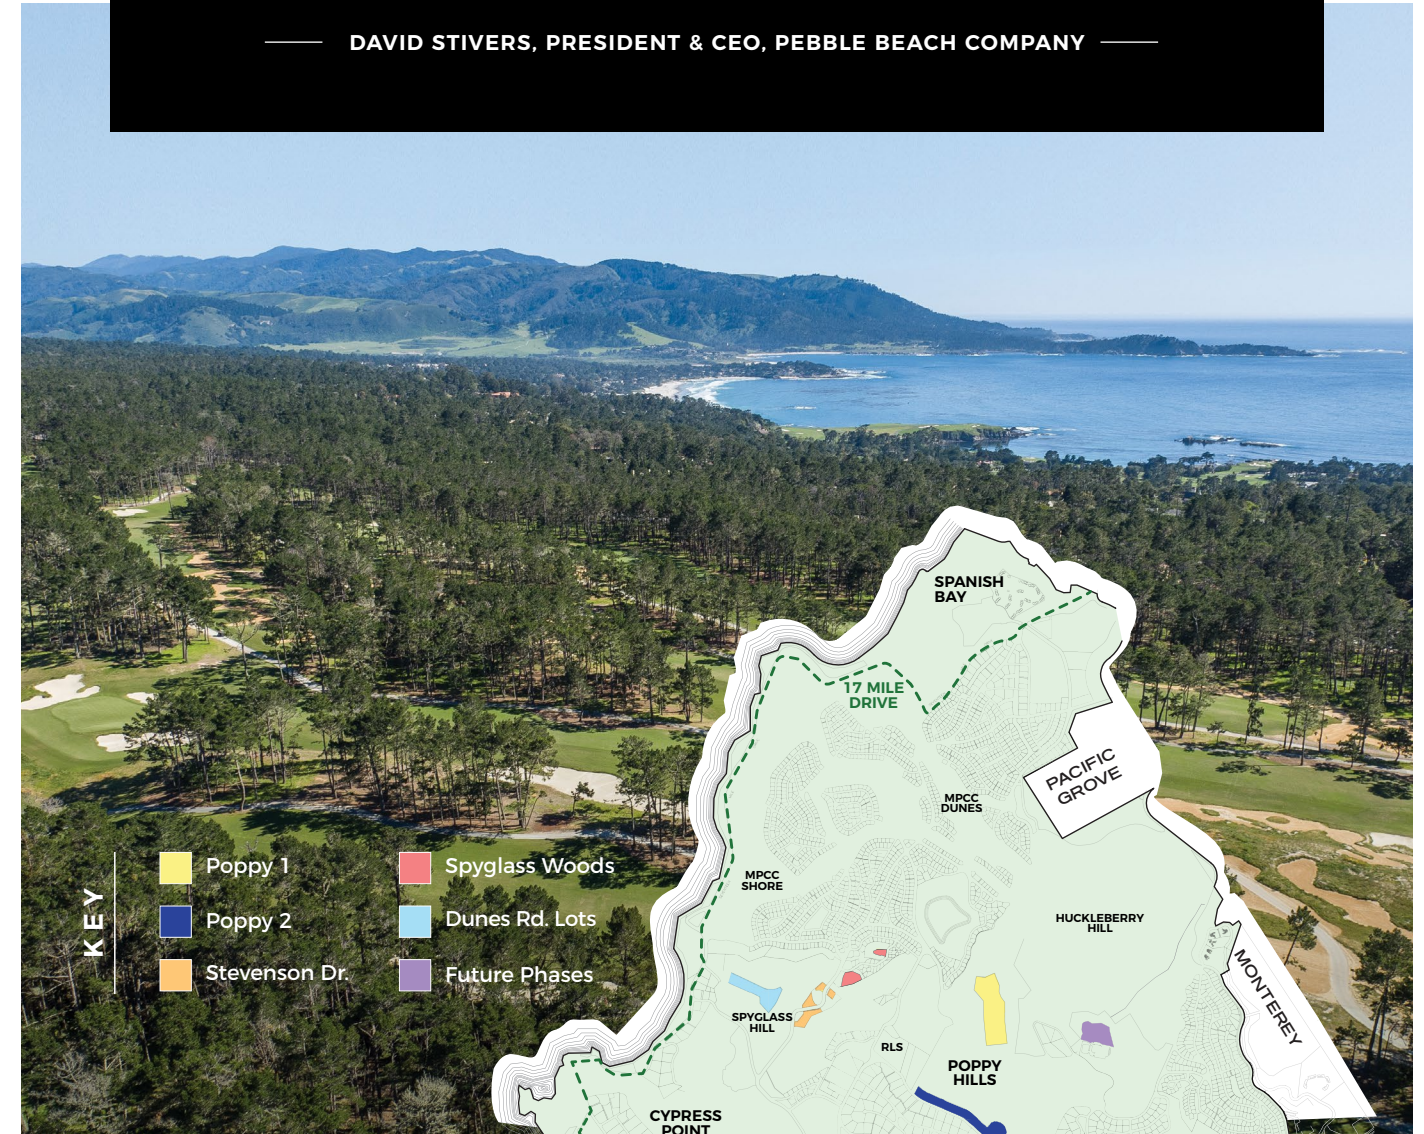 DAVID STIVERS, PRESIDENT & CEO, PEBBLE BEACH COMPANY
SPANISH
BAY
17 MILE
DRIVE
PACIFIC
GROVE
MPCC
DUNES
MPCC
SHORE
HUCKLEBERRY
HILL
MONTEREY
SPYGLASS
HILL
RLS
POPPY
HILLS
CYPRESS
POINT
KEY
Poppy 1
Poppy 2
Stevenson Dr.
Spyglass Woods
Dunes Rd. Lots
Future Phases